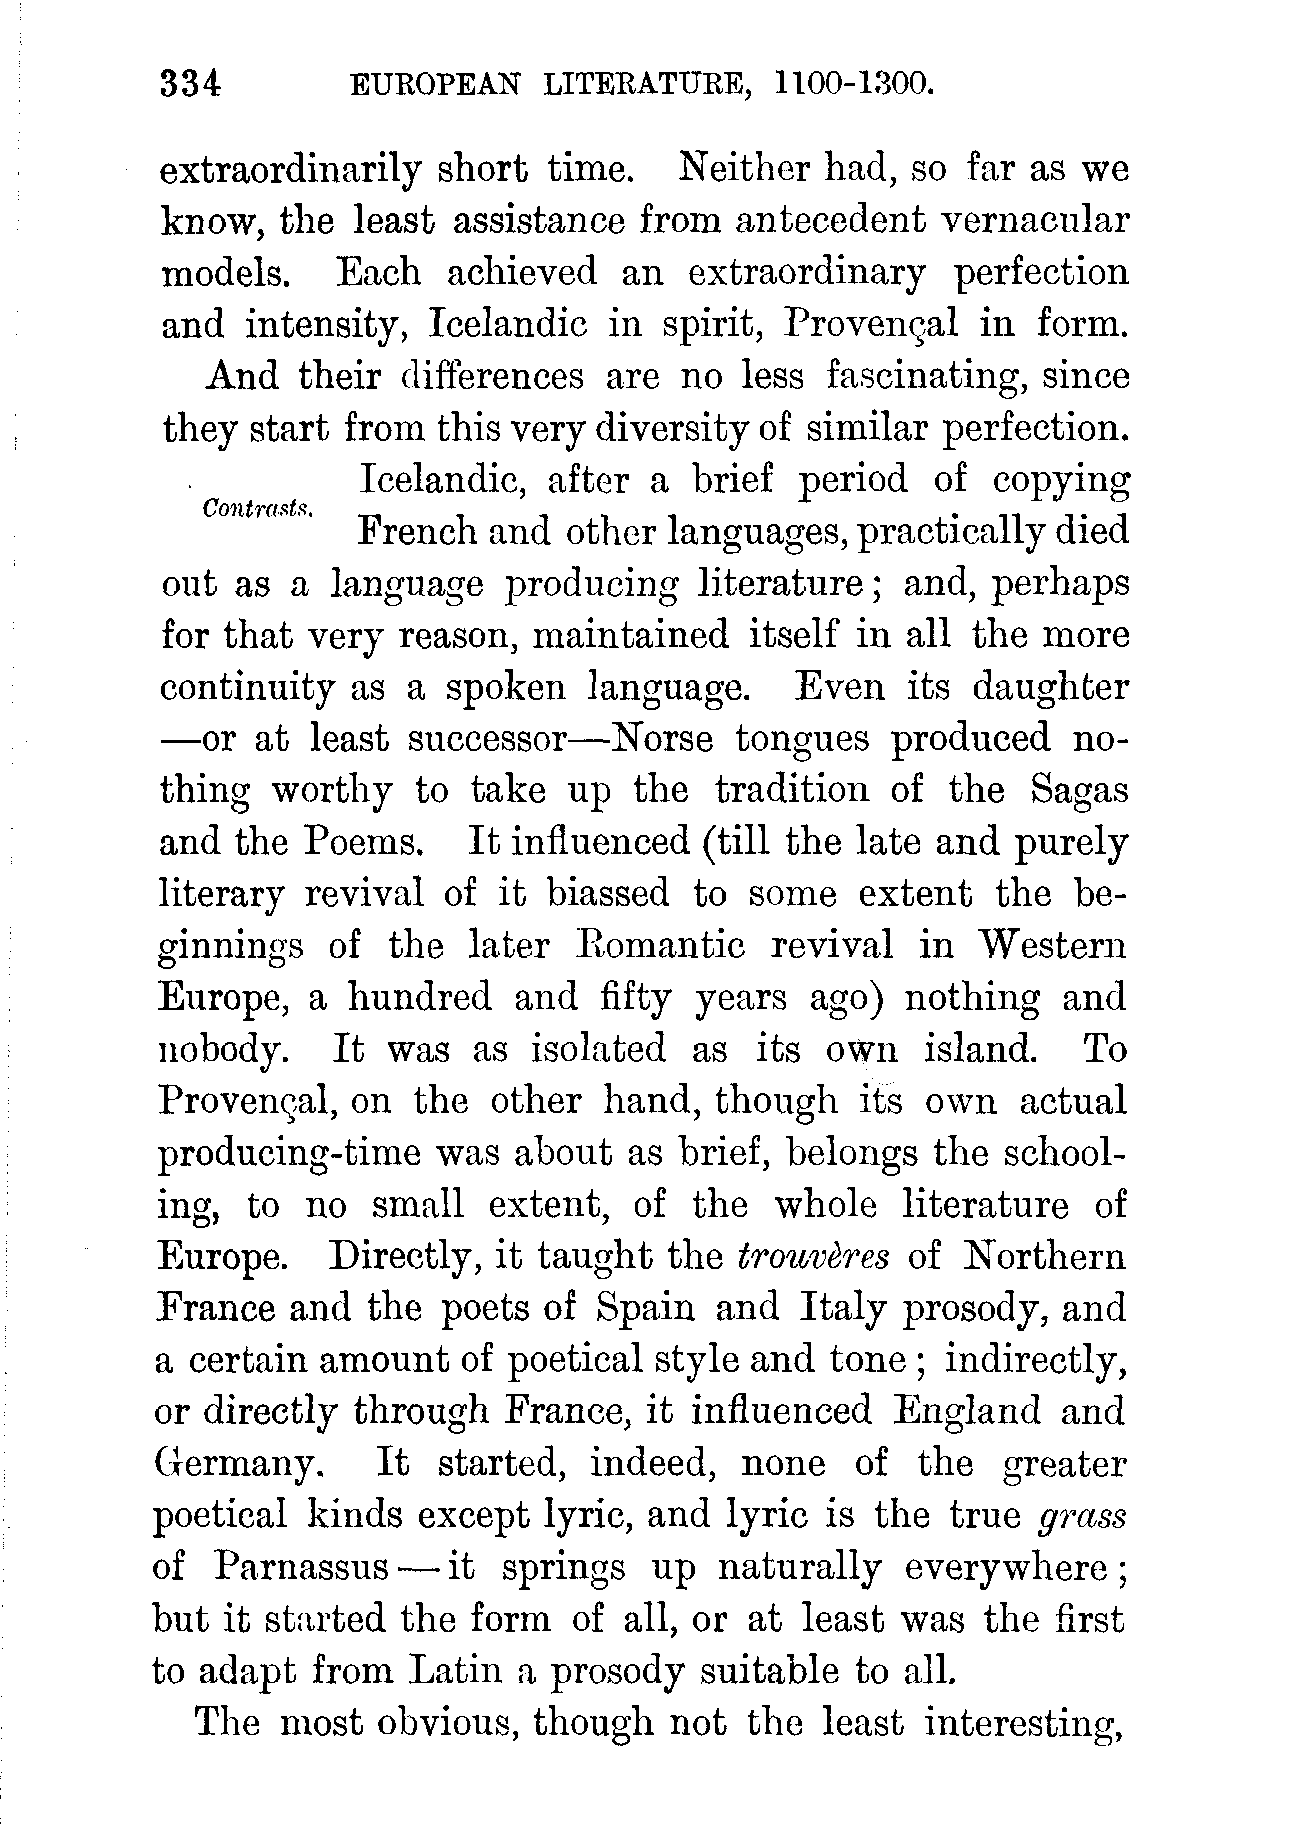 334 EUROPEAN LITERATURE, 1100-1300.
extraordinarily short time. Neither had, so far as we
know, the least assistance from antecedent vernacular
models. Each achieved an extraordinary perfection
and intensity, Icelandic in spirit, Provençal in form.
And their differences are no less fascinating, since
they start from this very diversity of similar perfection.
Icelandic, after a brief period of copying
Contrasts.
French and other languages, practically died
out as a language producing literature; and, perhaps
for that very reason, maintained itself in all the more
continuity as a spoken language. Even its daughter
—or at least successor—Norse tongues produced no-
thing worthy to take up the tradition of the Sagas
and the Poems. It influenced (till the late and purely
literary revival of it biassed to some extent the be-
ginnings of the later Romantic revival in Western
Europe, a hundred and fifty years ago) nothing and
nobody. It was as isolated as its own island. To
Provençal, on the other hand, though its own actual
producing-time was about as brief, belongs the school-
ing, to no small extent, of the whole literature of
Europe. Directly, it taught the trouvères of Northern
France and the poets of Spain and Italy prosody, and
a certain amount of poetical style and tone; indirectly,
or directly through France, it influenced England and
Germany. It started, indeed, none of the greater
poetical kinds except lyric, and lyric is the true grass
of Parnassus — it springs up naturally everywhere;
but it started the form of all, or at least was the first
to adapt from Latin a prosody suitable to all.
The most obvious, though not the least interesting,